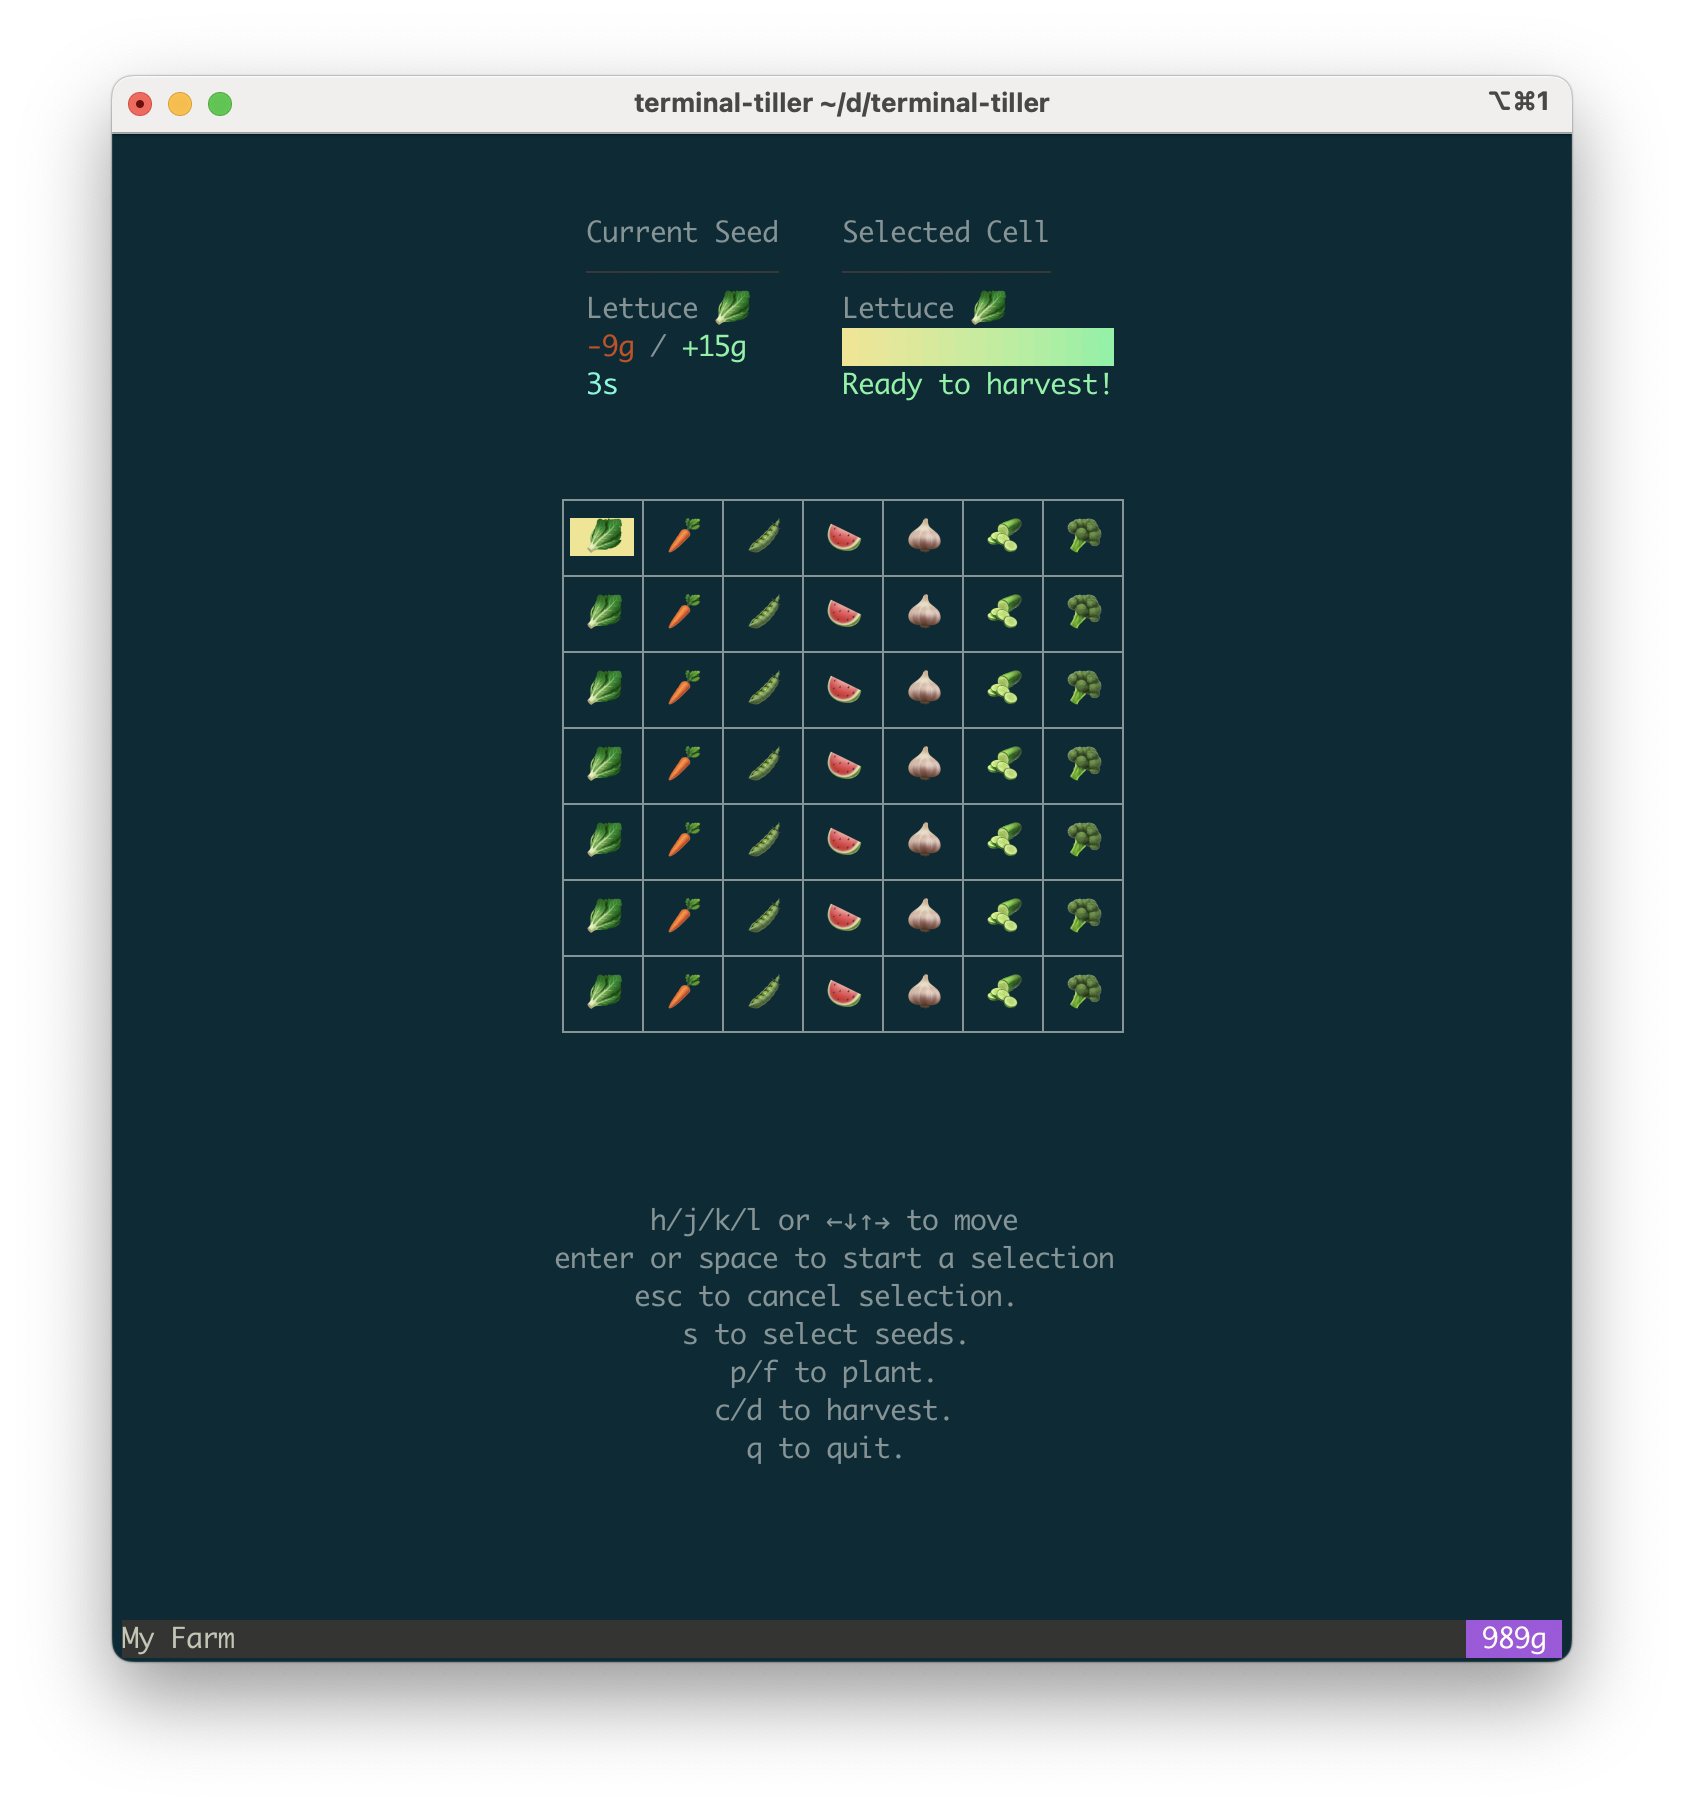 terminal-tiller ~/d/terminal-tiller
⌥⌘1
Current Seed
Selected Cell
Lettuce
Lettuce
-9g / +15g
3s
Ready to harvest!
h/j/k/l or ←↓↑→ to move
enter or space to start a selection
esc to cancel selection.
s to select seeds.
p/f to plant.
c/d to harvest.
q to quit.
My Farm
989g